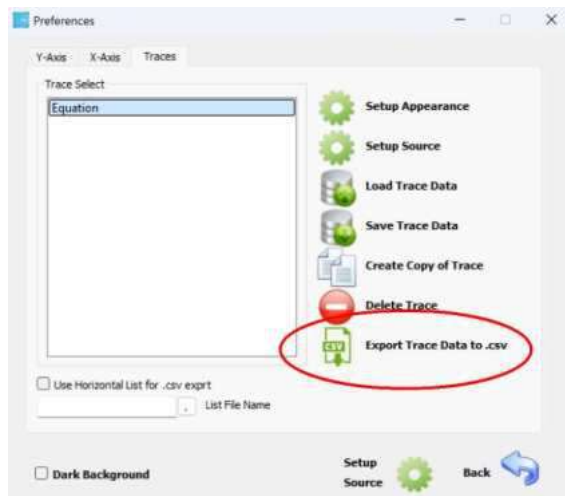 Preferences
Y-Axis X-Axis Traces
Trace Select
Equation
Setup Appearance
Setup Source
Load Trace Data
Save Trace Data
Create Copy of Trace
Delete Trace
CSV
Export Trace Data to .csv
Use Horizontal List for .csv exprt
. List File Name
Dark Background
Setup
Source
Back